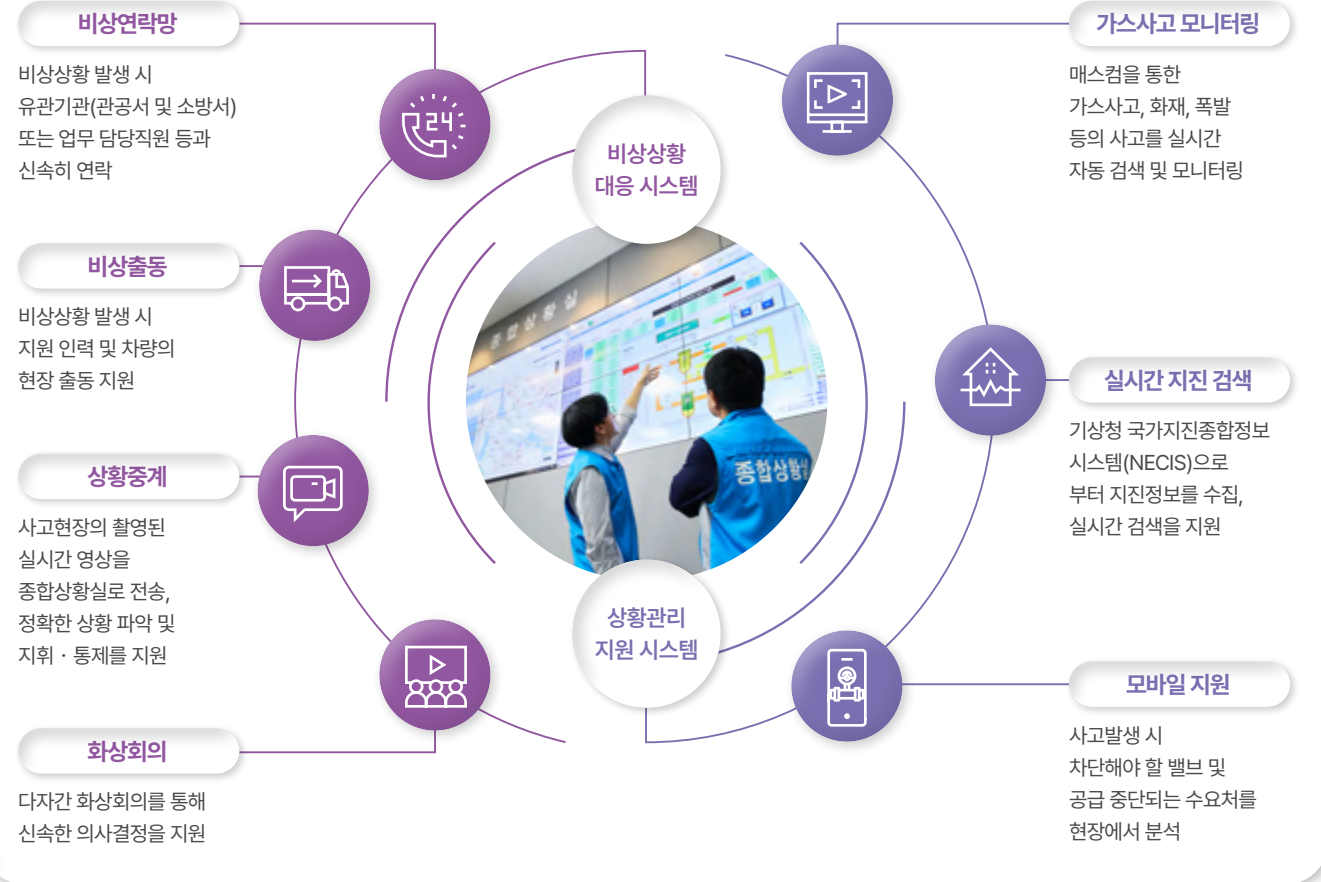 비상연락망
비상상황 발생 시
유관기관(관공서 및 소방서)
또는 업무 담당직원 등과
신속히 연락
비상출동
비상상황 발생 시
지원 인력 및 차량의
현장 출동 지원
상황중계
사고현장의 촬영된
실시간 영상을
종합상황실로 전송,
정확한 상황 파악 및
지휘 · 통제를 지원
화상회의
다자간 화상회의를 통해
신속한 의사결정을 지원
24
비상상황
대응 시스템
종합상황실
종합상황실
상황관리
지원 시스템
가스사고 모니터링
매스컴을 통한
가스사고, 화재, 폭발
등의 사고를 실시간
자동 검색 및 모니터링
실시간 지진 검색
기상청 국가지진종합정보
시스템(NECIS)으로
부터 지진정보를 수집,
실시간 검색을 지원
모바일 지원
사고발생 시
차단해야 할 밸브 및
공급 중단되는 수요처를
현장에서 분석